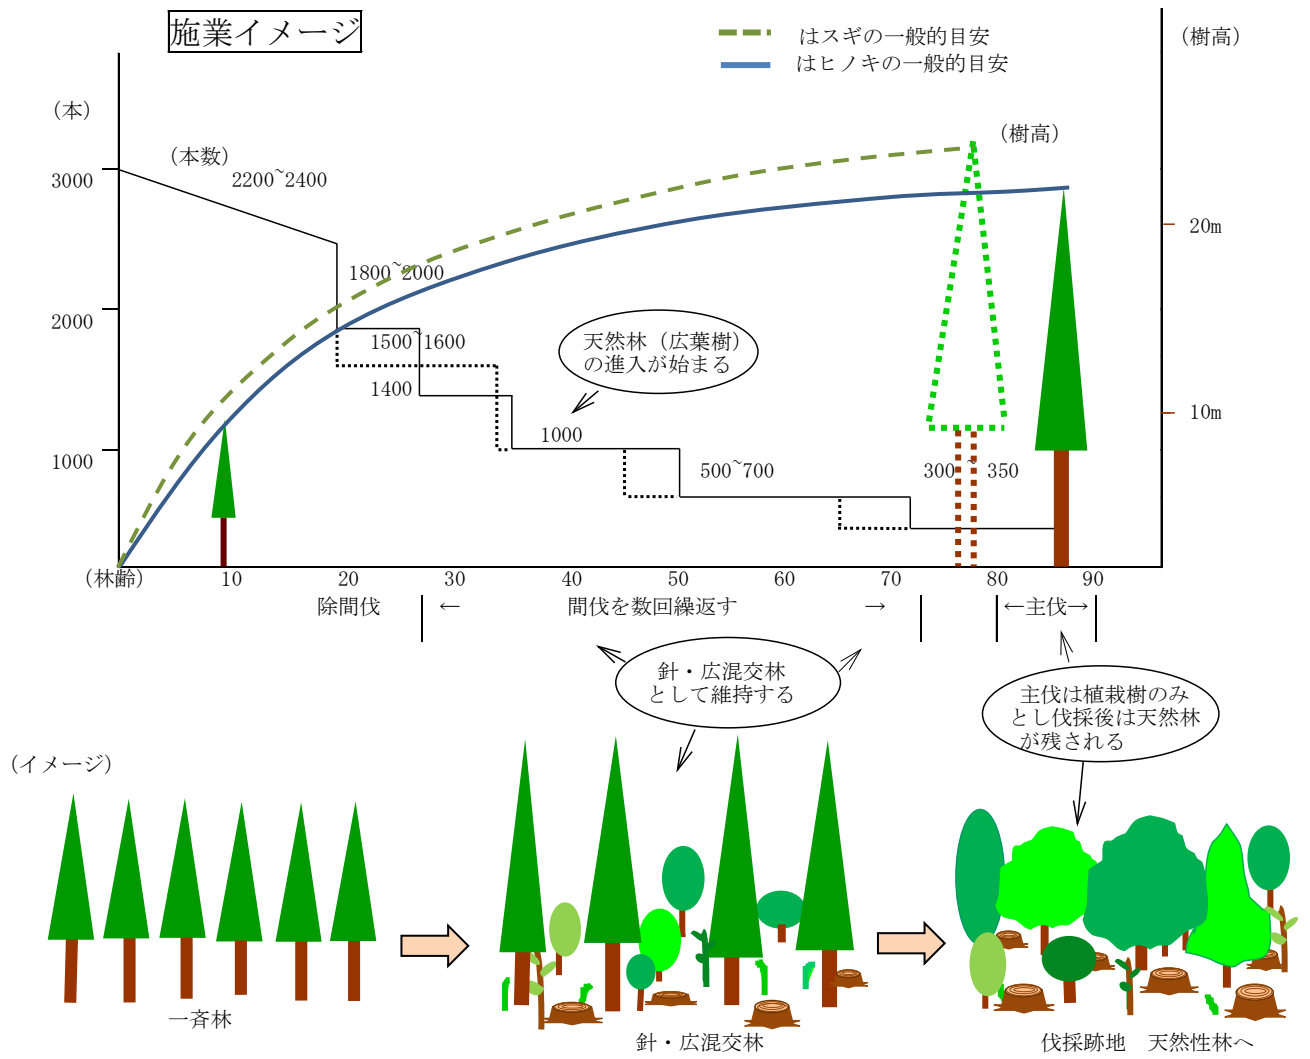 施業イメージ
はスギの一般的目安
はヒノキの一般的目安
(樹高)
(本)
(樹高)
(本数)
3000
2200~2400
20m
1800~2000
2000
1500~1600
天然林（広葉樹）
の進入が始まる
1400
10m
1000
1000
500~700
300 ~ 350
(林齢) 10 20 30 40 50 60 70 80 90
除間伐 ← 間伐を数回繰返す → ←主伐→
針・広混交林
として維持する
主伐は植栽樹のみ
とし伐採後は天然林
が残される
(イメージ)
一斉林
針・広混交林
伐採跡地　天然性林へ